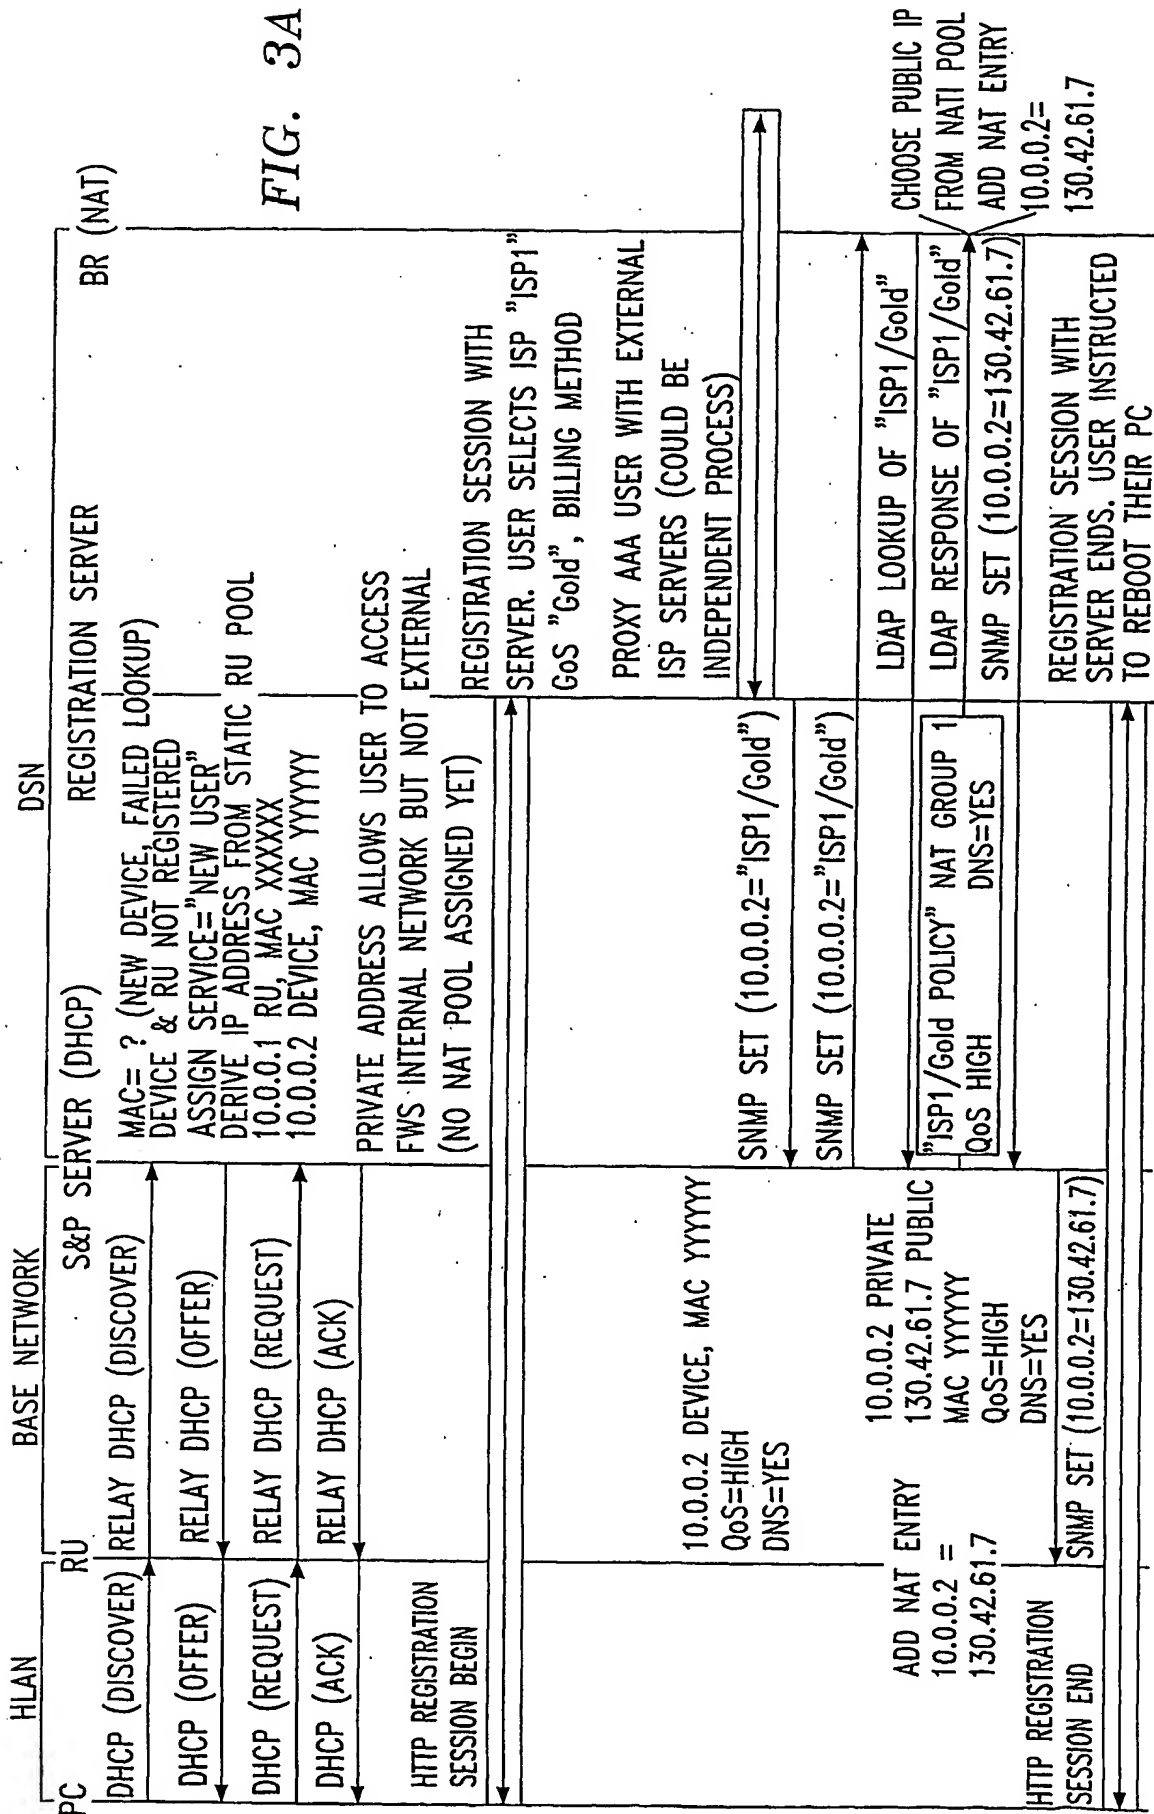 FIG. 3A
HLAN
BASE NETWORK
DSN
PC
RU
S&P SERVER (DHCP)
REGISTRATION SERVER
BR (NAT)
DHCP (DISCOVER)
RELAY DHCP (DISCOVER)
MAC= ? (NEW DEVICE, FAILED LOOKUP)
DEVICE & RU NOT REGISTERED
ASSIGN SERVICE="NEW USER"
DERIVE IP ADDRESS FROM STATIC RU POOL
10.0.0.1 RU, MAC XXXXXX
10.0.0.2 DEVICE, MAC YYYYYY
DHCP (OFFER)
RELAY DHCP (OFFER)
DHCP (REQUEST)
RELAY DHCP (REQUEST)
DHCP (ACK)
RELAY DHCP (ACK)
PRIVATE ADDRESS ALLOWS USER TO ACCESS
FWS INTERNAL NETWORK BUT NOT EXTERNAL
(NO NAT POOL ASSIGNED YET)
HTTP REGISTRATION
SESSION BEGIN
REGISTRATION SESSION WITH
SERVER. USER SELECTS ISP "ISP1"
GoS "Gold", BILLING METHOD
PROXY AAA USER WITH EXTERNAL
ISP SERVERS (COULD BE
INDEPENDENT PROCESS)
10.0.0.2 DEVICE, MAC YYYYYY
QoS=HIGH
DNS=YES
SNMP SET (10.0.0.2="ISP1/Gold")
SNMP SET (10.0.0.2="ISP1/Gold")
LDAP LOOKUP OF "ISP1/Gold"
LDAP RESPONSE OF "ISP1/Gold"
"ISP1/Gold POLICY" NAT GROUP 1
QoS HIGH DNS=YES
SNMP SET (10.0.0.2=130.42.61.7)
CHOOSE PUBLIC IP
FROM NATI POOL
ADD NAT ENTRY
10.0.0.2=
130.42.61.7
10.0.0.2 PRIVATE
130.42.61.7 PUBLIC
MAC YYYYYY
QoS=HIGH
DNS=YES
ADD NAT ENTRY
10.0.0.2 =
130.42.61.7
SNMP SET (10.0.0.2=130.42.61.7)
HTTP REGISTRATION
SESSION END
REGISTRATION SESSION WITH
SERVER ENDS. USER INSTRUCTED
TO REBOOT THEIR PC